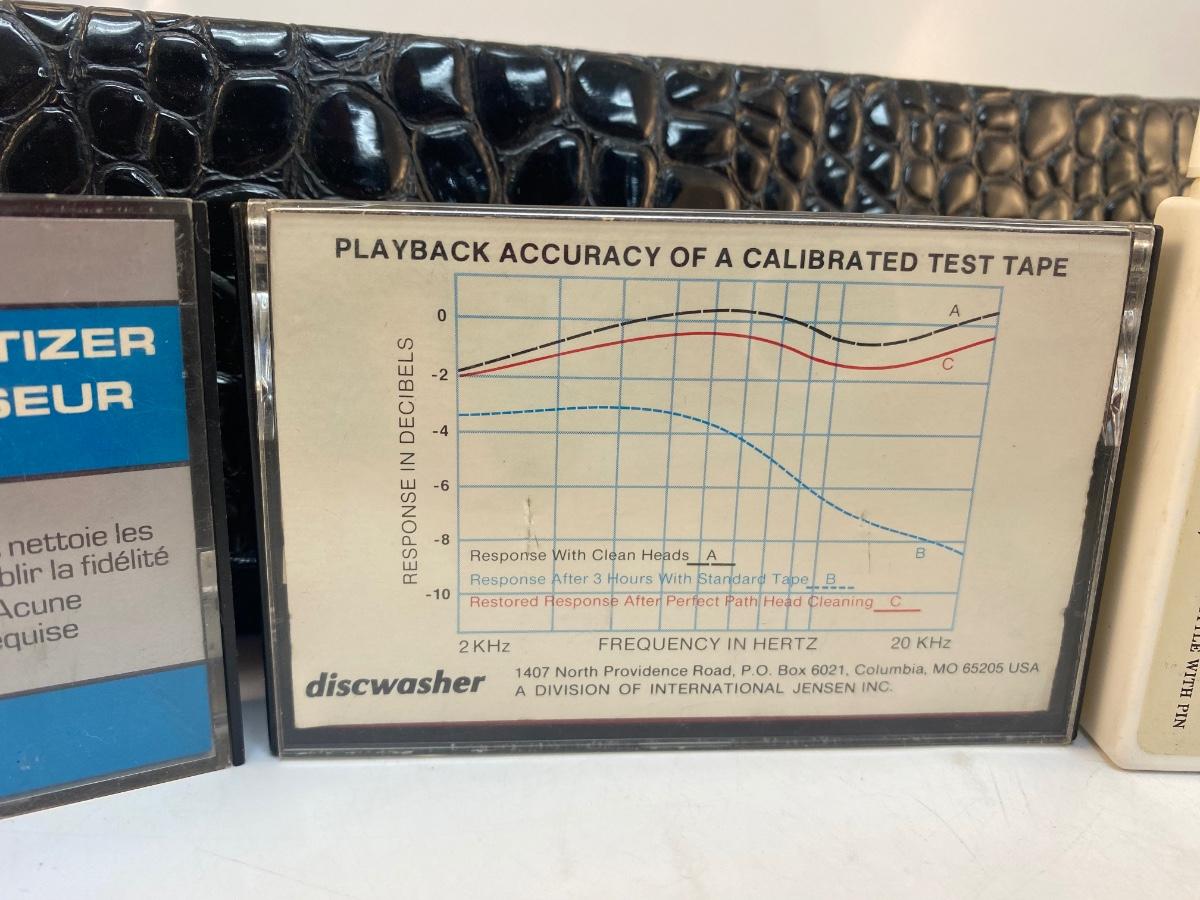 TIZER
SEUR
nettoie les
blir la fidélité
Acune
equise
PLAYBACK ACCURACY OF A CALIBRATED TEST TAPE
RESPONSE IN DECIBELS
0
-2
-4
-6
-8
-10
A
C
B
Response With Clean Heads A
Response After 3 Hours With Standard Tape B
Restored Response After Perfect Path Head Cleaning C
2 KHz FREQUENCY IN HERTZ 20 KHz
discwasher
1407 North Providence Road, P.O. Box 6021, Columbia, MO 65205 USA
A DIVISION OF INTERNATIONAL JENSEN INC.
WITH PIN